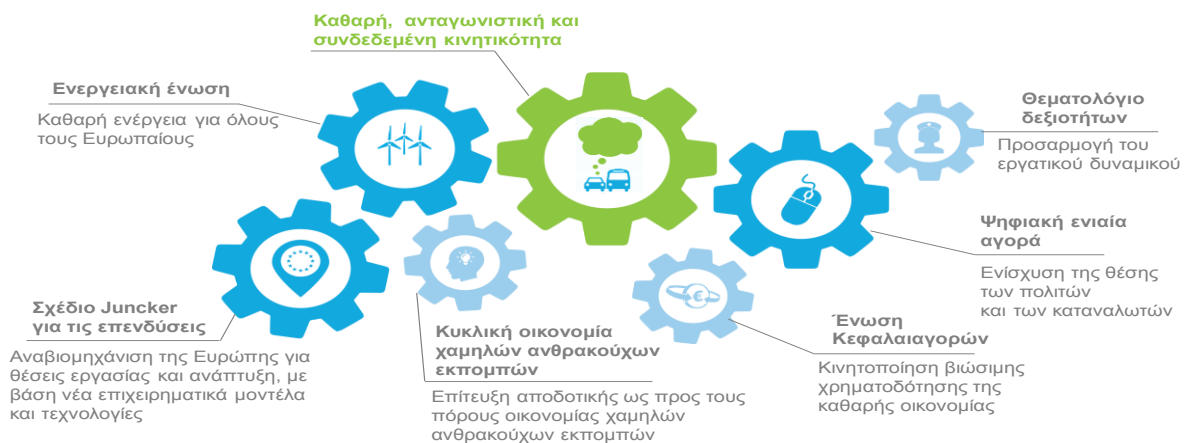 Καθαρή, ανταγωνιστική και
συνδεδεμένη κινητικότητα
Ενεργειακή ένωση
Καθαρή ενέργεια για όλους
τους Ευρωπαίους
Θεματολόγιο
δεξιοτήτων
Προσαρμογή του
εργατικού δυναμικού
Ψηφιακή ενιαία
αγορά
Ενίσχυση της θέσης
των πολιτών
και των καταναλωτών
Σχέδιο Juncker
για τις επενδύσεις
Αναβιομηχάνιση της Ευρώπης για
θέσεις εργασίας και ανάπτυξη, με
βάση νέα επιχειρηματικά μοντέλα
και τεχνολογίες
Κυκλική οικονομία
χαμηλών ανθρακούχων
εκπομπών
Επίτευξη αποδοτικής ως προς τους
πόρους οικονομίας χαμηλών
ανθρακούχων εκπομπών
Ένωση
Κεφαλαιαγορών
Κινητοποίηση βιώσιμης
χρηματοδότησης της
καθαρής οικονομίας
€